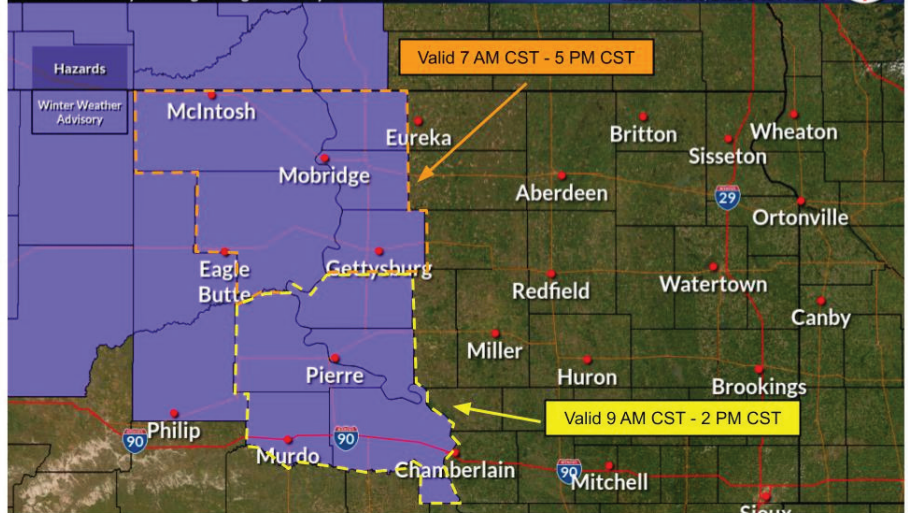 Valid 7 AM CST - 5 PM CST
Hazards
Winter Weather
Advisory
McIntosh
Eureka
Britton
Wheaton
Sisseton
Mobridge
Aberdeen
29
Ortonville
Eagle
Butte
Gettysburg
Redfield
Watertown
Canby
Miller
Pierre
Huron
Brookings
Valid 9 AM CST - 2 PM CST
90
Philip
90
Murdo
Chamberlain
90
Mitchell
Sioux